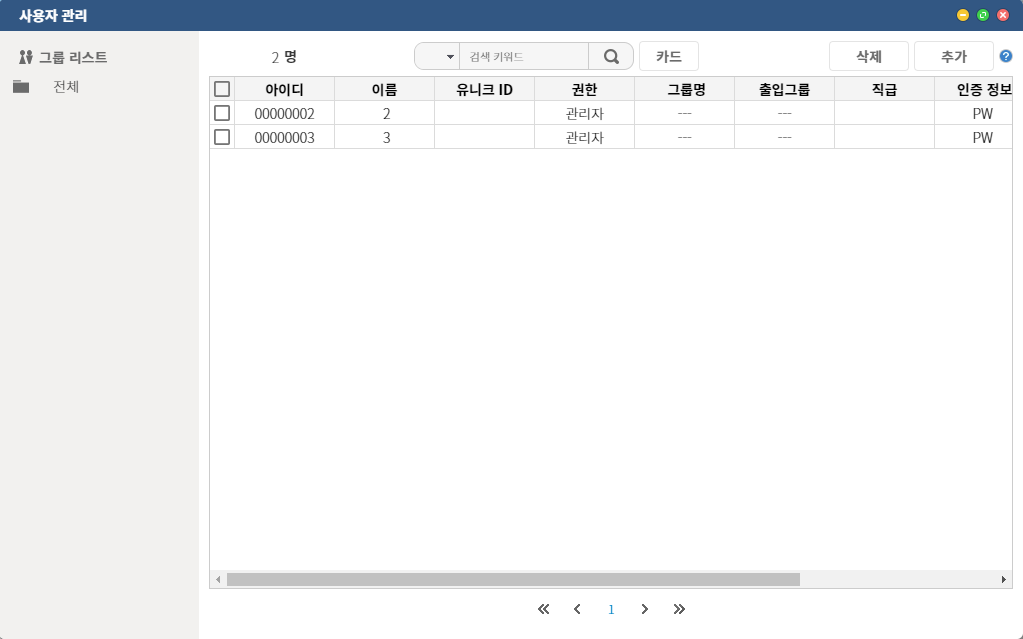 사용자 관리
그룹 리스트
전체
2 명
검색 키워드
카드
삭제
추가
아이디 이름 유니크 ID 권한 그룹명 출입그룹 직급 인증 정보
00000002 2 관리자 --- --- PW
00000003 3 관리자 --- --- PW
1